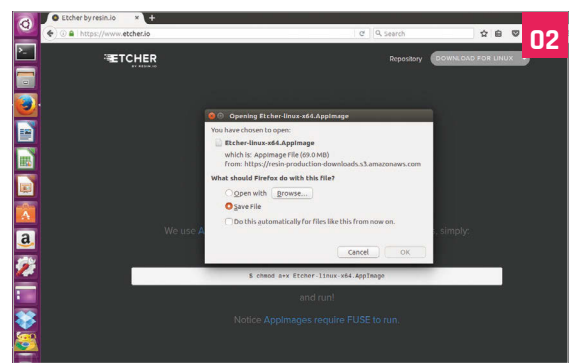 Etcher by resin.io
02
https://www.etcher.io
Search
ETCHER
BY RESIN.IO
Repository
DOWNLOAD FOR LINUX
Opening Etcher-linux-x64.AppImage
You have chosen to open:
Etcher-linux-x64.AppImage
which is: AppImage File (69.0 MB)
from: https://resin-production-downloads.s3.amazonaws.com
What should Firefox do with this file?
Open with Browse...
Save File
Do this automatically for files like this from now on.
Cancel OK
We use A s, simply:
$ chmod a+x Etcher-linux-x64.AppImage
and run!
Notice AppImages require FUSE to run.